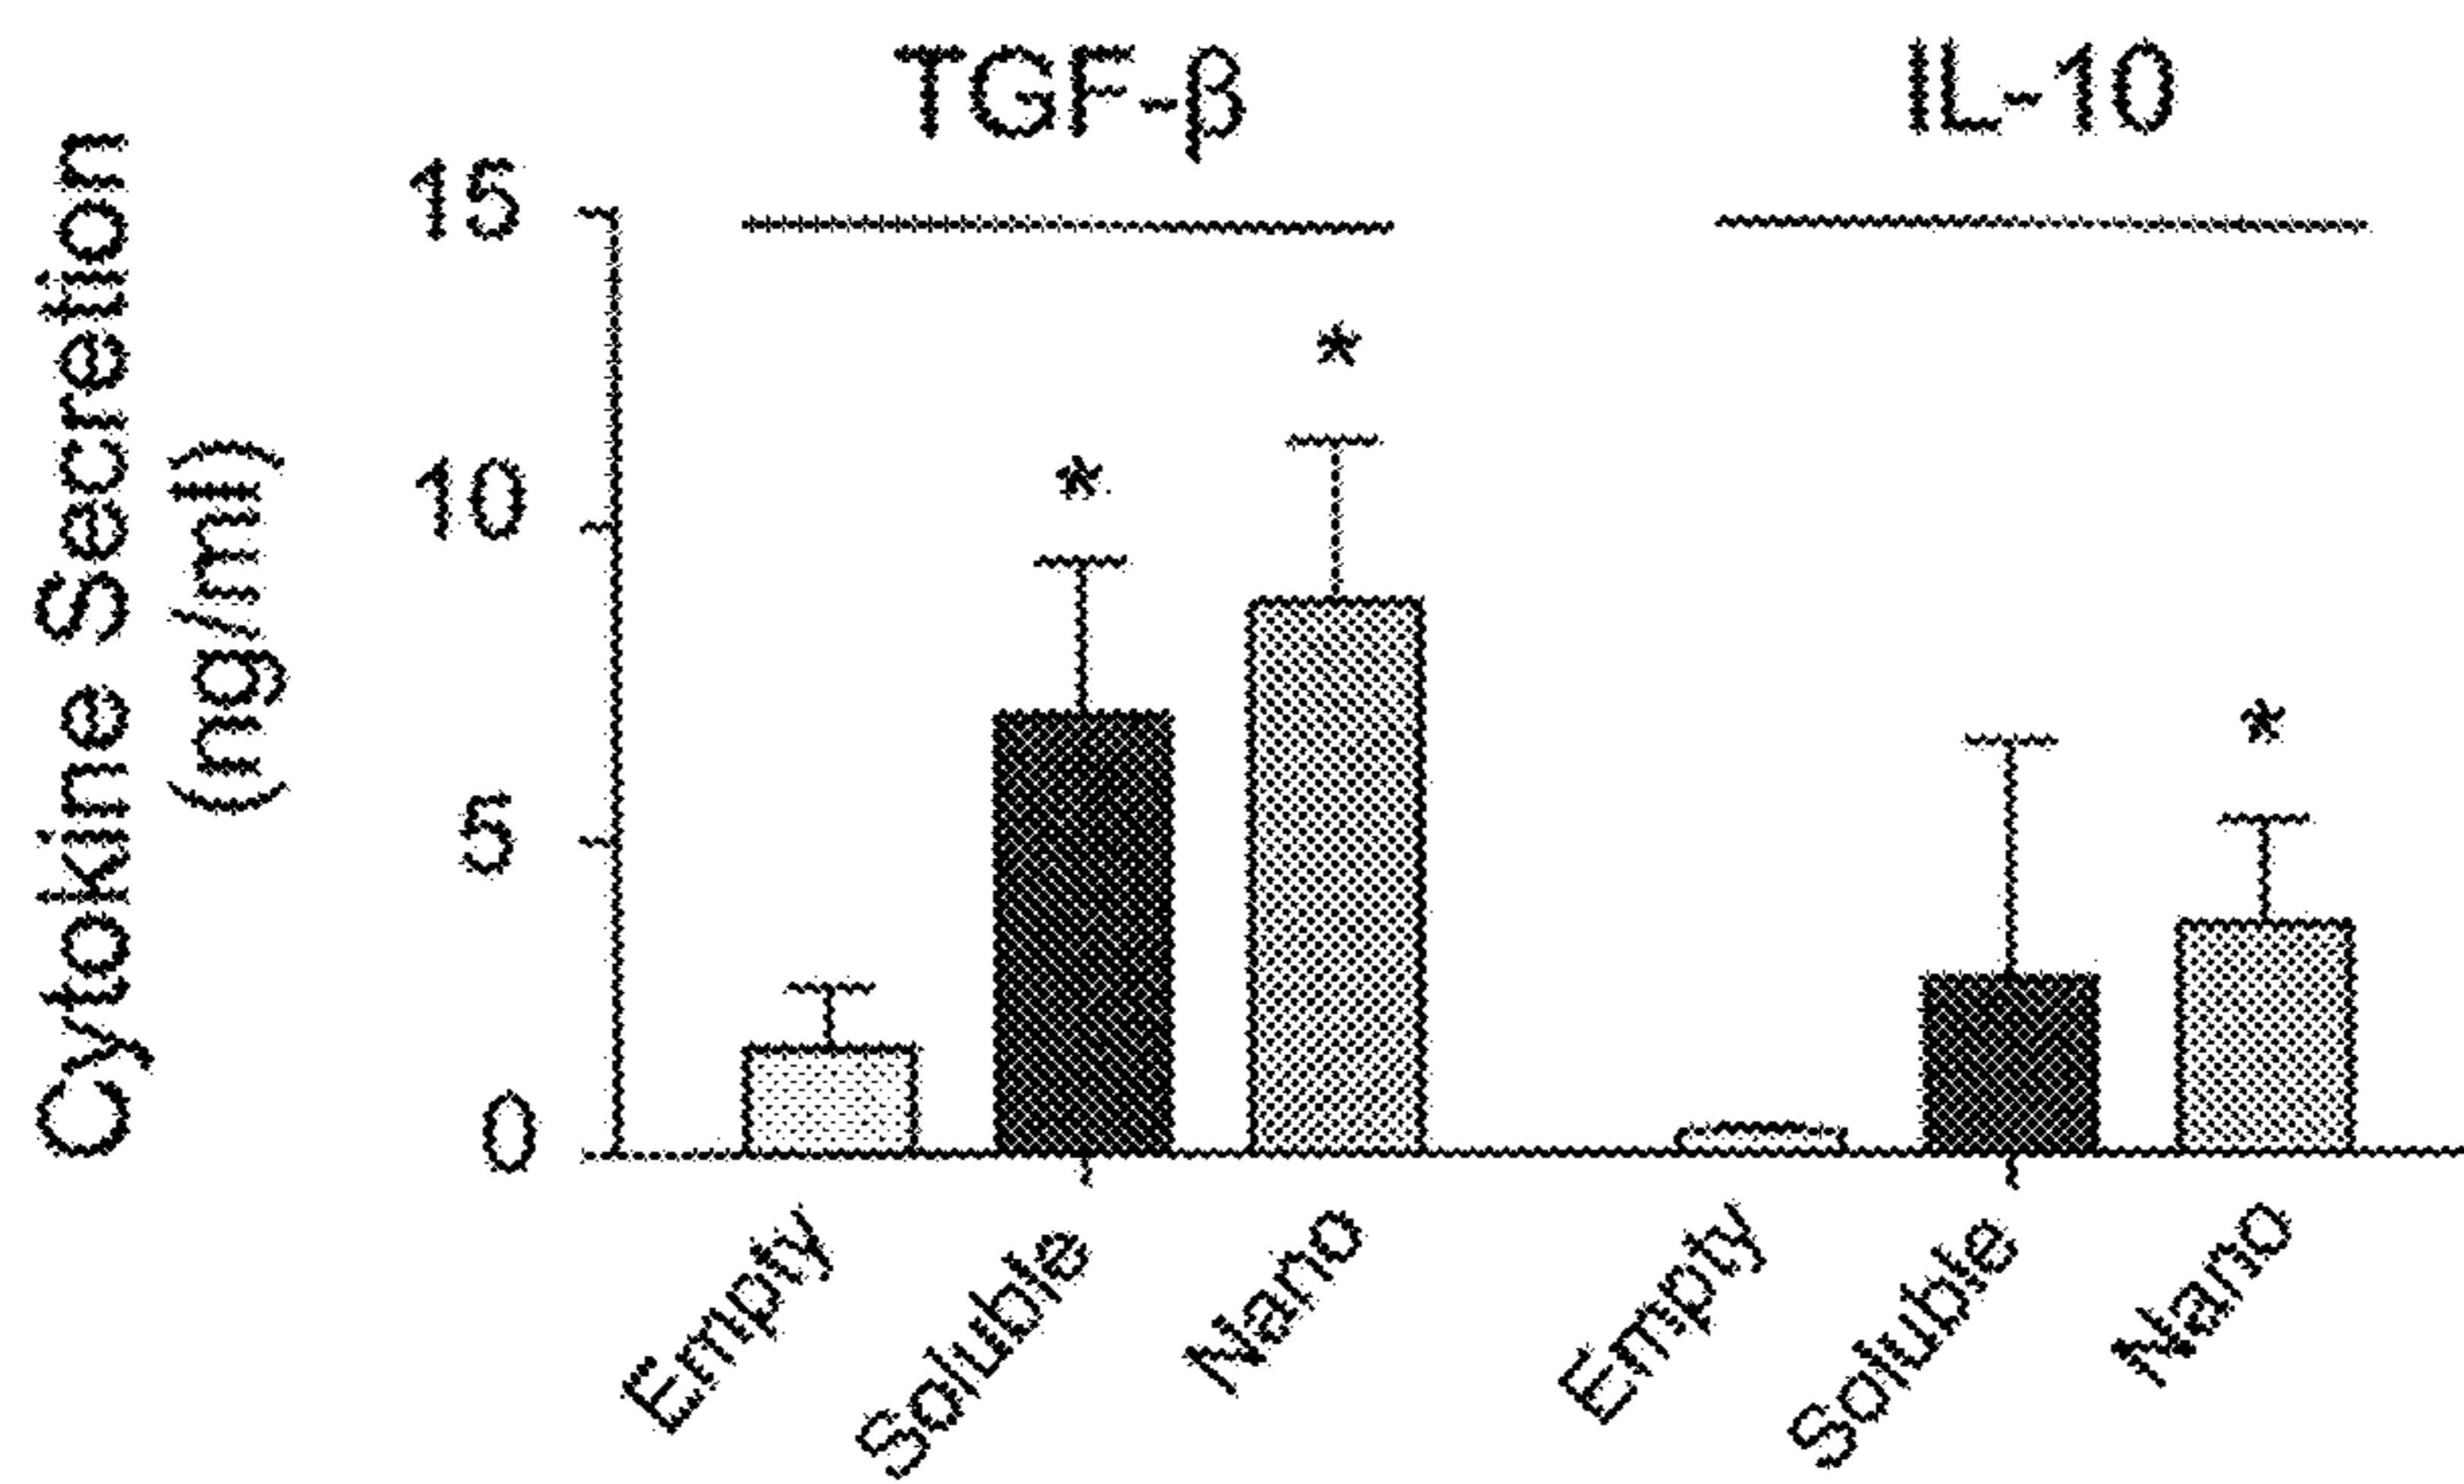 TGF-β
IL-10
Cytokine Secretion
(ng/ml)
15
10
5
0
*
*
*
Empty
Soluble
Nano
Empty
Soluble
Nano